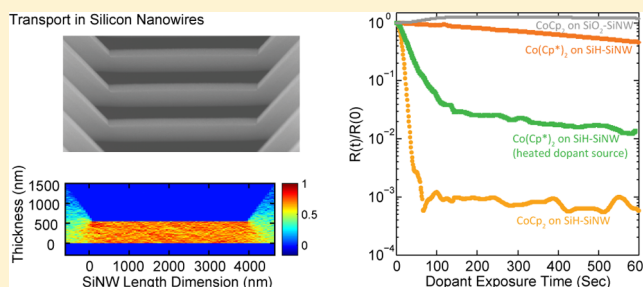 Transport in Silicon Nanowires
Thickness (nm)
1500
1000
500
0
0 1000 2000 3000 4000
SiNW Length Dimension (nm)
1
0.5
0
R(t)/R(0)
10⁰
10⁻¹
10⁻²
10⁻³
10⁻⁴
CoCp₂ on SiO₂-SiNW
Co(Cp*)₂ on SiH-SiNW
Co(Cp*)₂ on SiH-SiNW
(heated dopant source)
CoCp₂ on SiH-SiNW
0 100 200 300 400 500 600
Dopant Exposure Time (Sec)